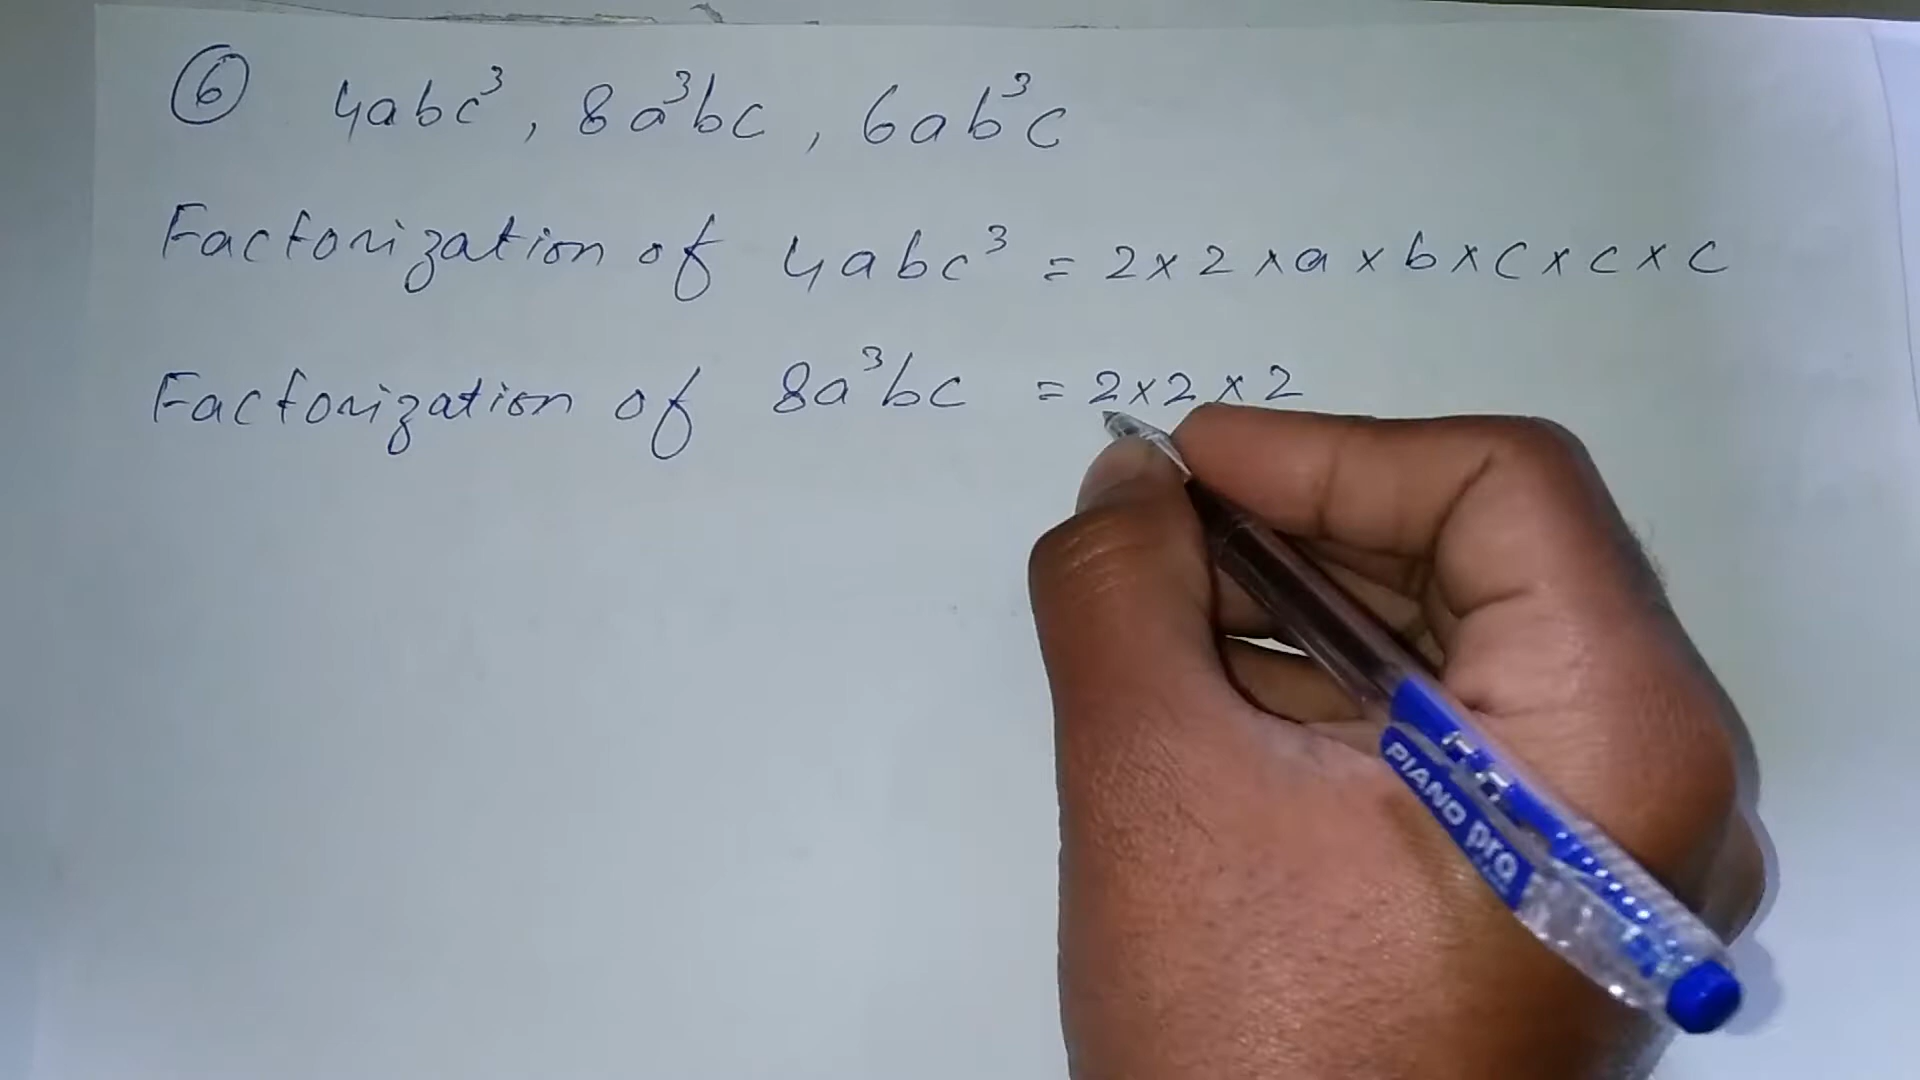 6 4abc³, 8a³bc, 6ab³c
Factorization of 4abc³ = 2×2×a×b×c×c×c
Factorization of 8a³bc = 2×2×2
PIANO pro